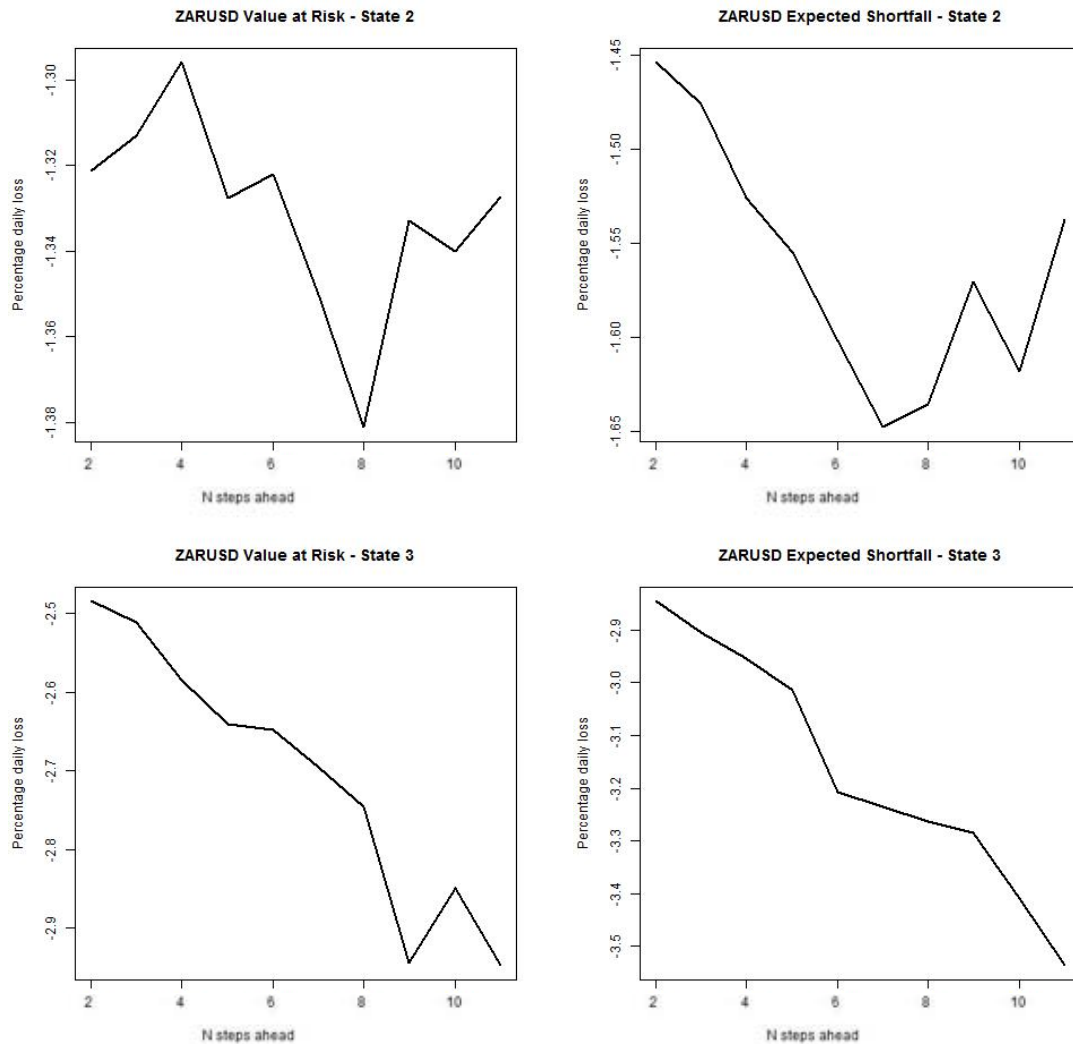 ZARUSD Value at Risk - State 2
Percentage daily loss
-1.30
-1.32
-1.34
-1.36
-1.38
2 4 6 8 10
N steps ahead
ZARUSD Expected Shortfall - State 2
Percentage daily loss
-1.45
-1.50
-1.55
-1.60
-1.65
2 4 6 8 10
N steps ahead
ZARUSD Value at Risk - State 3
Percentage daily loss
-2.5
-2.6
-2.7
-2.8
-2.9
2 4 6 8 10
N steps ahead
ZARUSD Expected Shortfall - State 3
Percentage daily loss
-2.9
-3.0
-3.1
-3.2
-3.3
-3.4
-3.5
2 4 6 8 10
N steps ahead